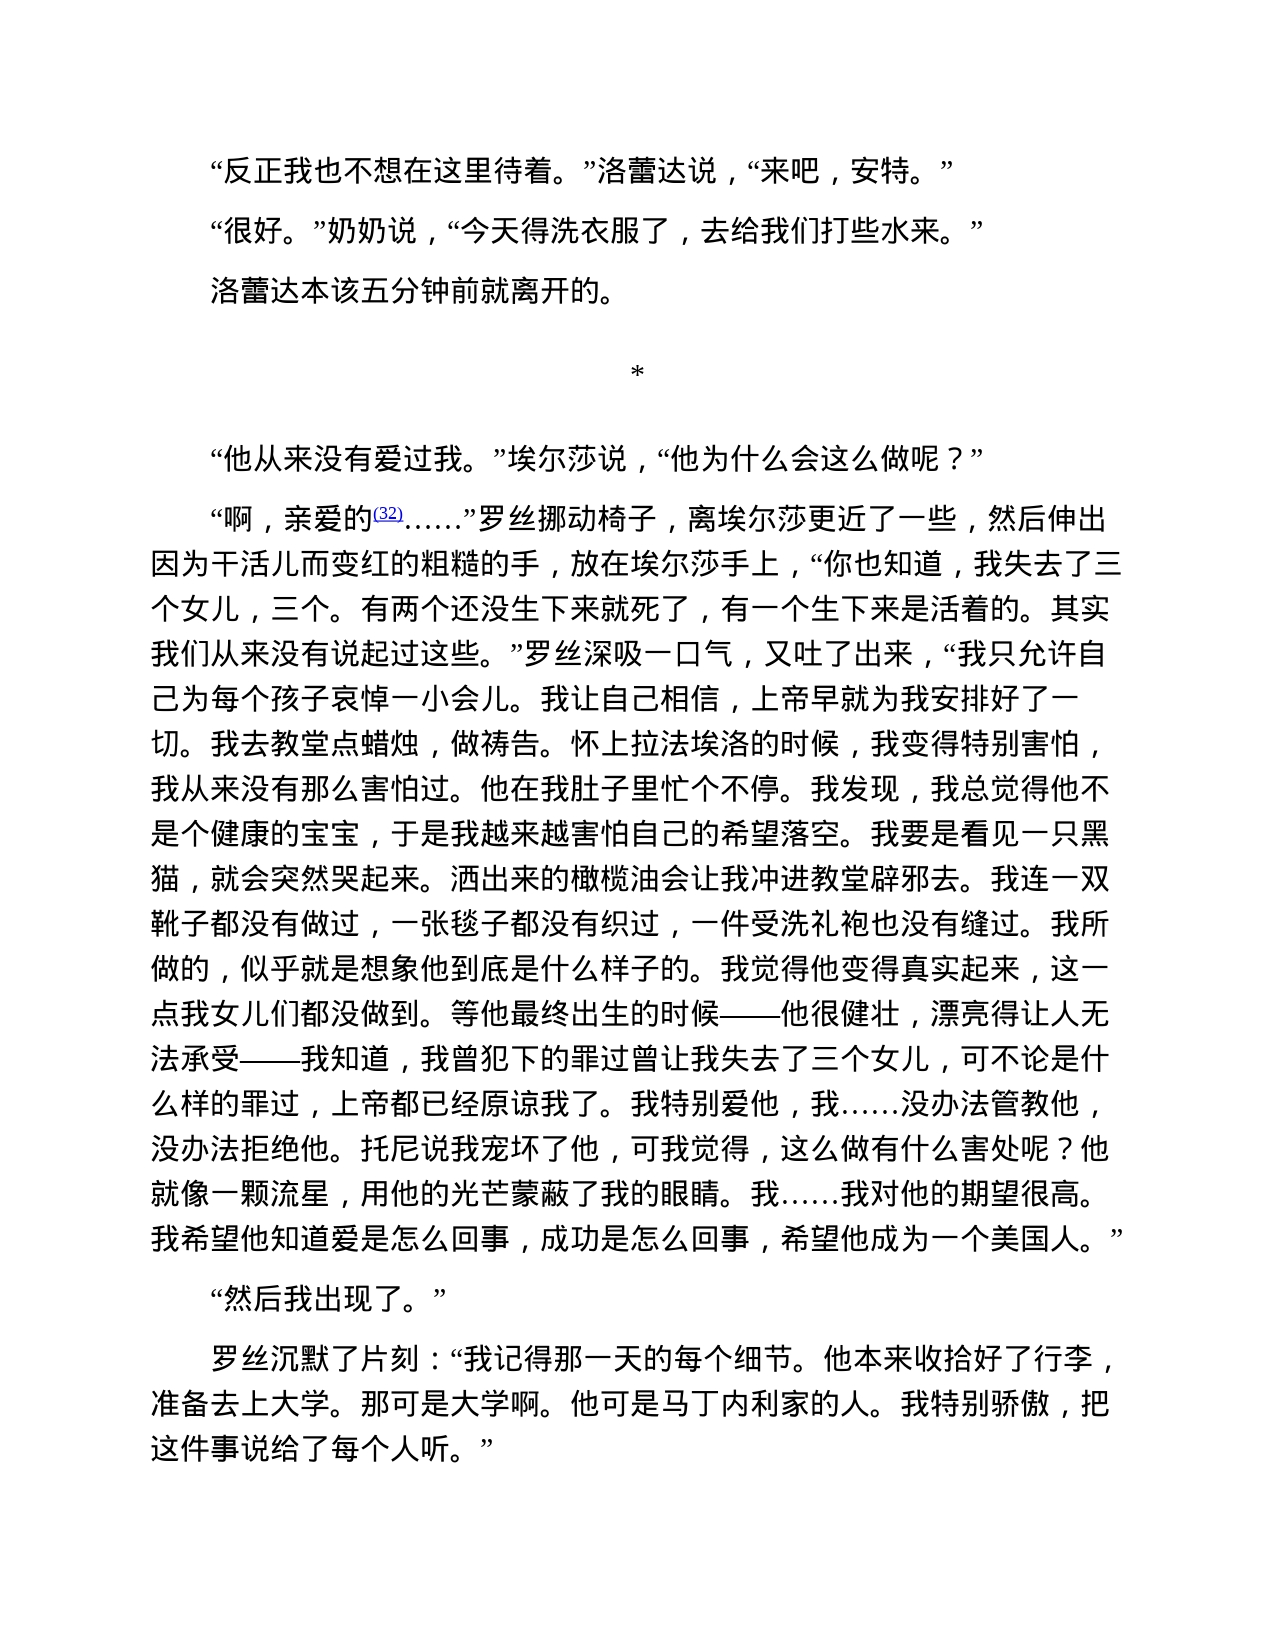 “反正我也不想在这里待着。”洛蕾达说，“来吧，安特。”
“很好。”奶奶说，“今天得洗衣服了，去给我们打些水来。”
洛蕾达本该五分钟前就离开的。
*
“他从来没有爱过我。”埃尔莎说，“他为什么会这么做呢？”
“啊，亲爱的(32)……”罗丝挪动椅子，离埃尔莎更近了一些，然后伸出
因为干活儿而变红的粗糙的手，放在埃尔莎手上，“你也知道，我失去了三
个女儿，三个。有两个还没生下来就死了，有一个生下来是活着的。其实
我们从来没有说起过这些。”罗丝深吸一口气，又吐了出来，“我只允许自
己为每个孩子哀悼一小会儿。我让自己相信，上帝早就为我安排好了一
切。我去教堂点蜡烛，做祷告。怀上拉法埃洛的时候，我变得特别害怕，
我从来没有那么害怕过。他在我肚子里忙个不停。我发现，我总觉得他不
是个健康的宝宝，于是我越来越害怕自己的希望落空。我要是看见一只黑
猫，就会突然哭起来。洒出来的橄榄油会让我冲进教堂辟邪去。我连一双
靴子都没有做过，一张毯子都没有织过，一件受洗礼袍也没有缝过。我所
做的，似乎就是想象他到底是什么样子的。我觉得他变得真实起来，这一
点我女儿们都没做到。等他最终出生的时候——他很健壮，漂亮得让人无
法承受——我知道，我曾犯下的罪过曾让我失去了三个女儿，可不论是什
么样的罪过，上帝都已经原谅我了。我特别爱他，我……没办法管教他，
没办法拒绝他。托尼说我宠坏了他，可我觉得，这么做有什么害处呢？他
就像一颗流星，用他的光芒蒙蔽了我的眼睛。我……我对他的期望很高。
我希望他知道爱是怎么回事，成功是怎么回事，希望他成为一个美国人。”
“然后我出现了。”
罗丝沉默了片刻：“我记得那一天的每个细节。他本来收拾好了行李，
准备去上大学。那可是大学啊。他可是马丁内利家的人。我特别骄傲，把
这件事说给了每个人听。”